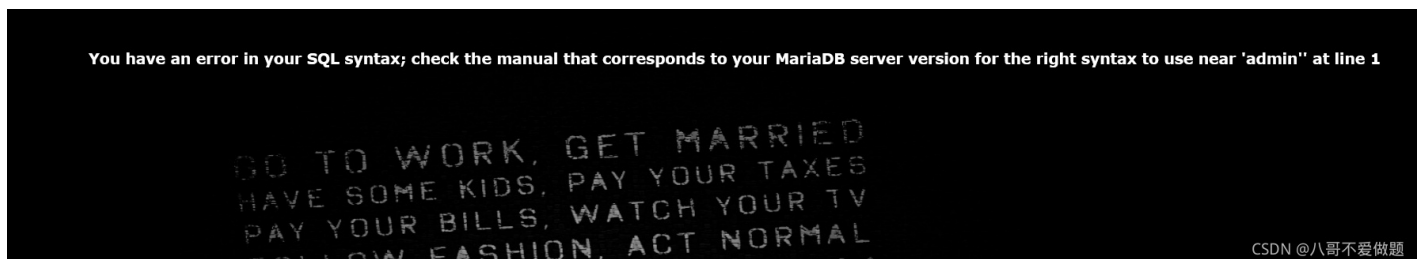 You have an error in your SQL syntax; check the manual that corresponds to your MariaDB server version for the right syntax to use near 'admin'' at line 1
GO TO WORK, GET MARRIED
HAVE SOME KIDS, PAY YOUR TAXES
PAY YOUR BILLS, WATCH YOUR TV
FOLLOW FASHION, ACT NORMAL
CSDN @八哥不爱做题